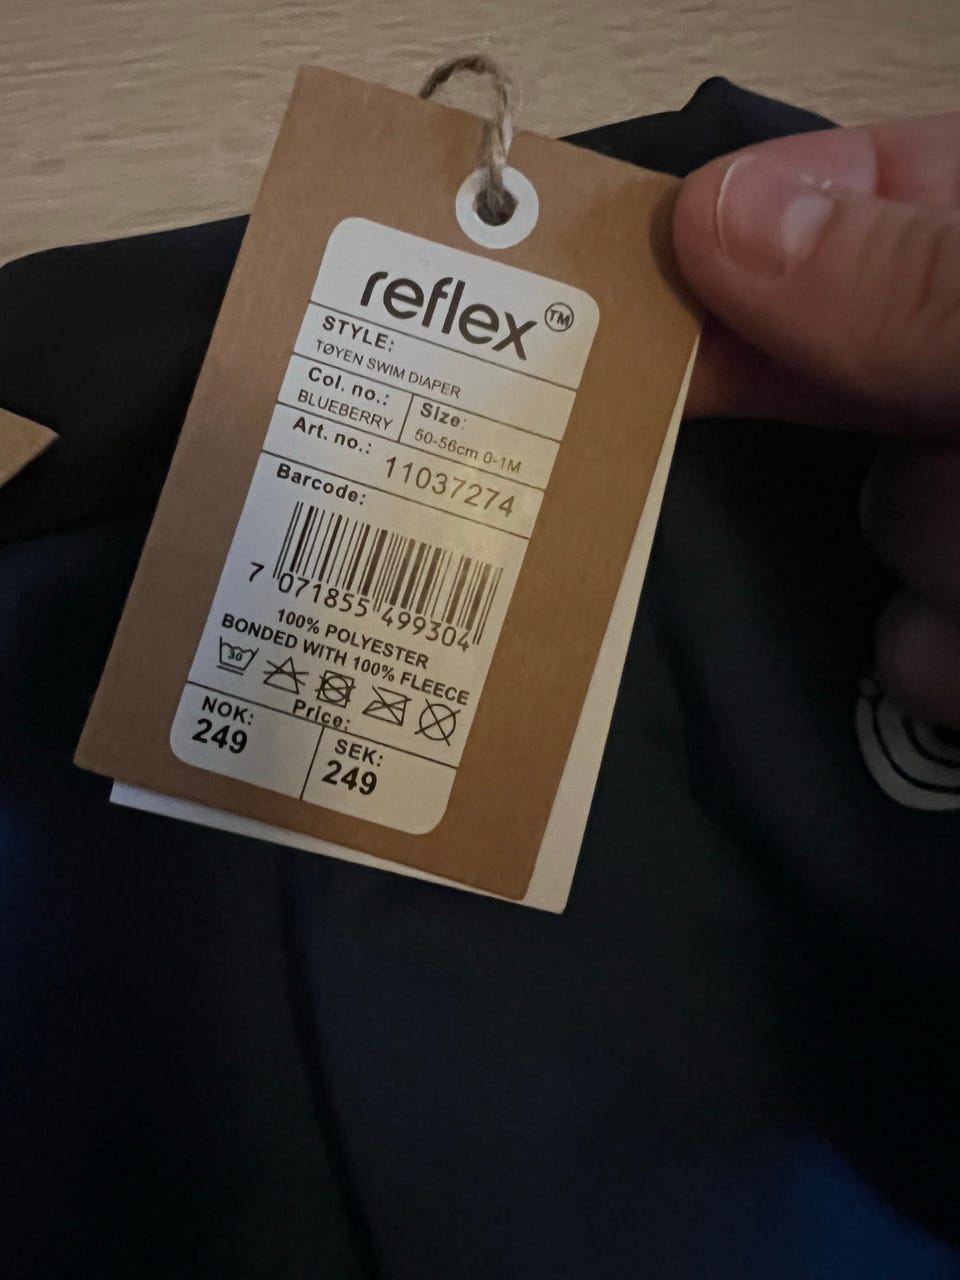 reflex™
STYLE:
TØYEN SWIM DIAPER
Col. no.:
BLUEBERRY
Size:
50-56cm 0-1M
Art. no.:
11037274
Barcode:
7 071855 499304
100% POLYESTER
BONDED WITH 100% FLEECE
30
Price:
NOK:
249
SEK:
249